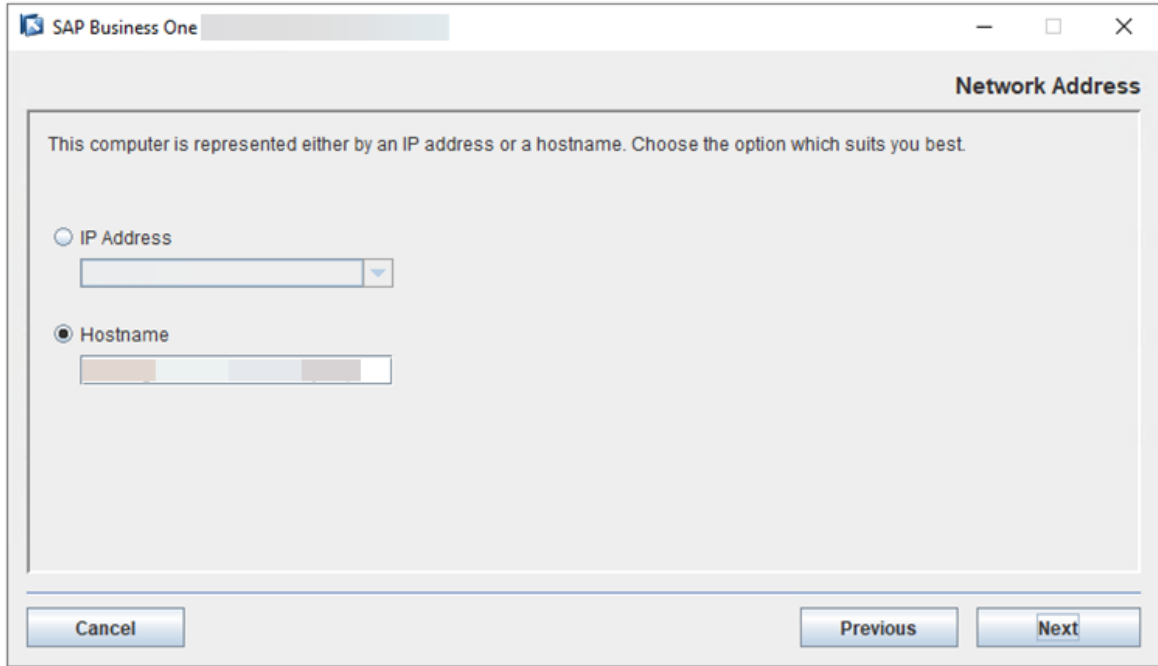 SAP Business One
Network Address
This computer is represented either by an IP address or a hostname. Choose the option which suits you best.
IP Address
Hostname
Cancel
Previous
Next